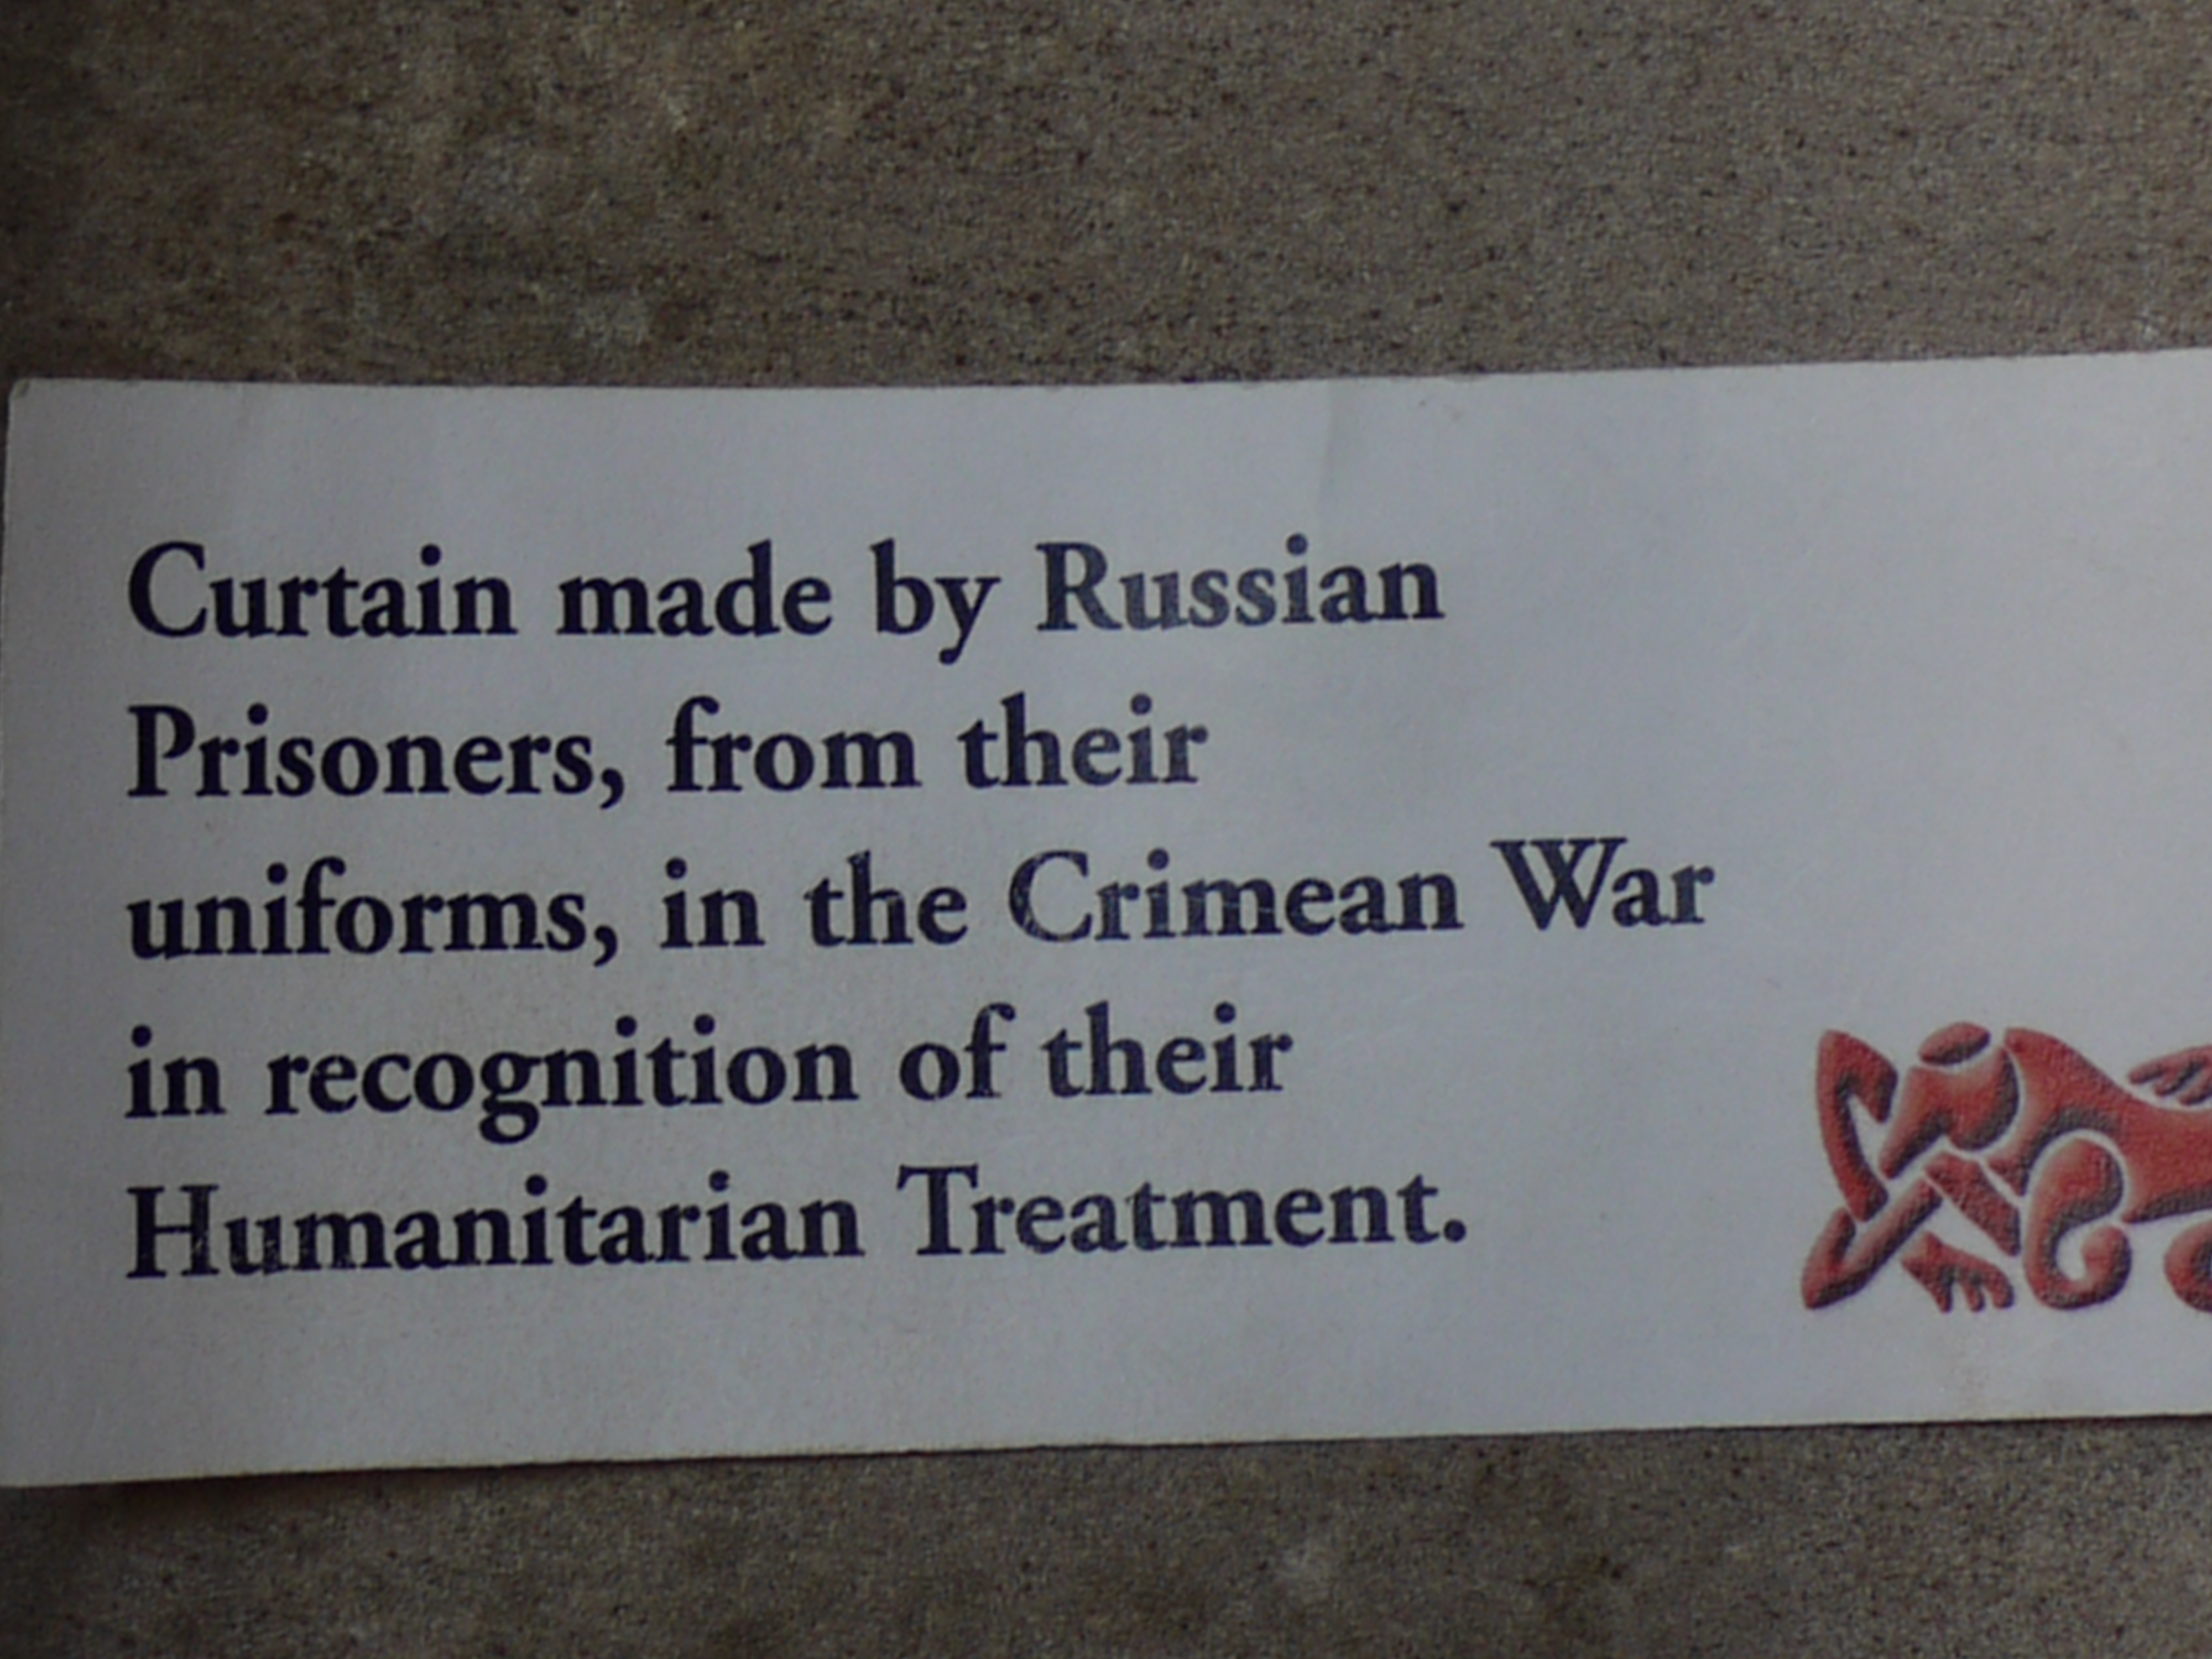 Curtain made by Russian
Prisoners, from their
uniforms, in the Crimean War
in recognition of their
Humanitarian Treatment.